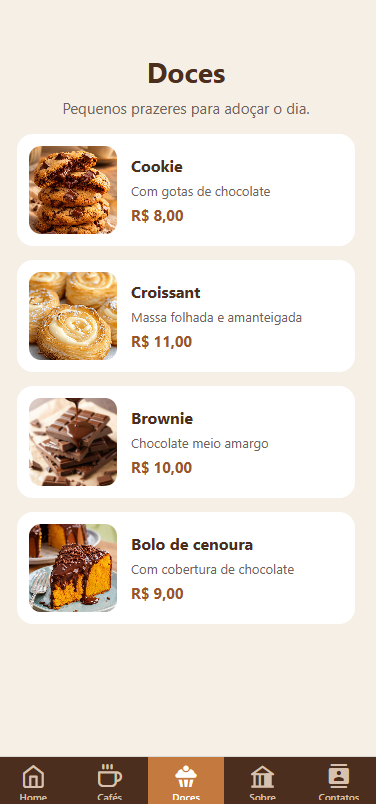 Doces
Pequenos prazeres para adoçar o dia.
Cookie
Com gotas de chocolate
R$ 8,00
Croissant
Massa folhada e amanteigada
R$ 11,00
Brownie
Chocolate meio amargo
R$ 10,00
Bolo de cenoura
Com cobertura de chocolate
R$ 9,00
Home Cafés Doces Sobre Contatos